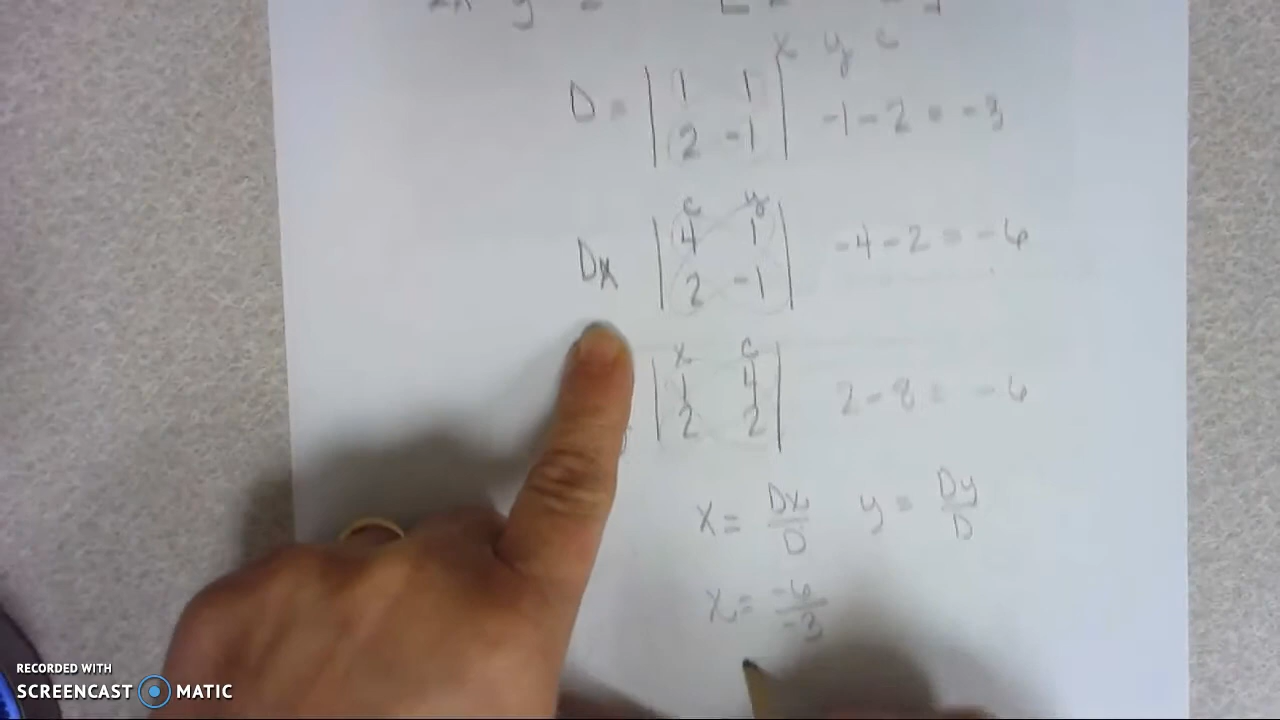 x y c
D = | 1 1 | -1 - 2 = -3
| 2 -1 |
c y
Dx | 4 1 | -4 - 2 = -6
| 2 -1 |
x c
| 1 4 | 2 - 8 = -6
| 2 2 |
x = Dx/D y = Dy/D
x = -6/-3
RECORDED WITH
SCREENCAST MATIC